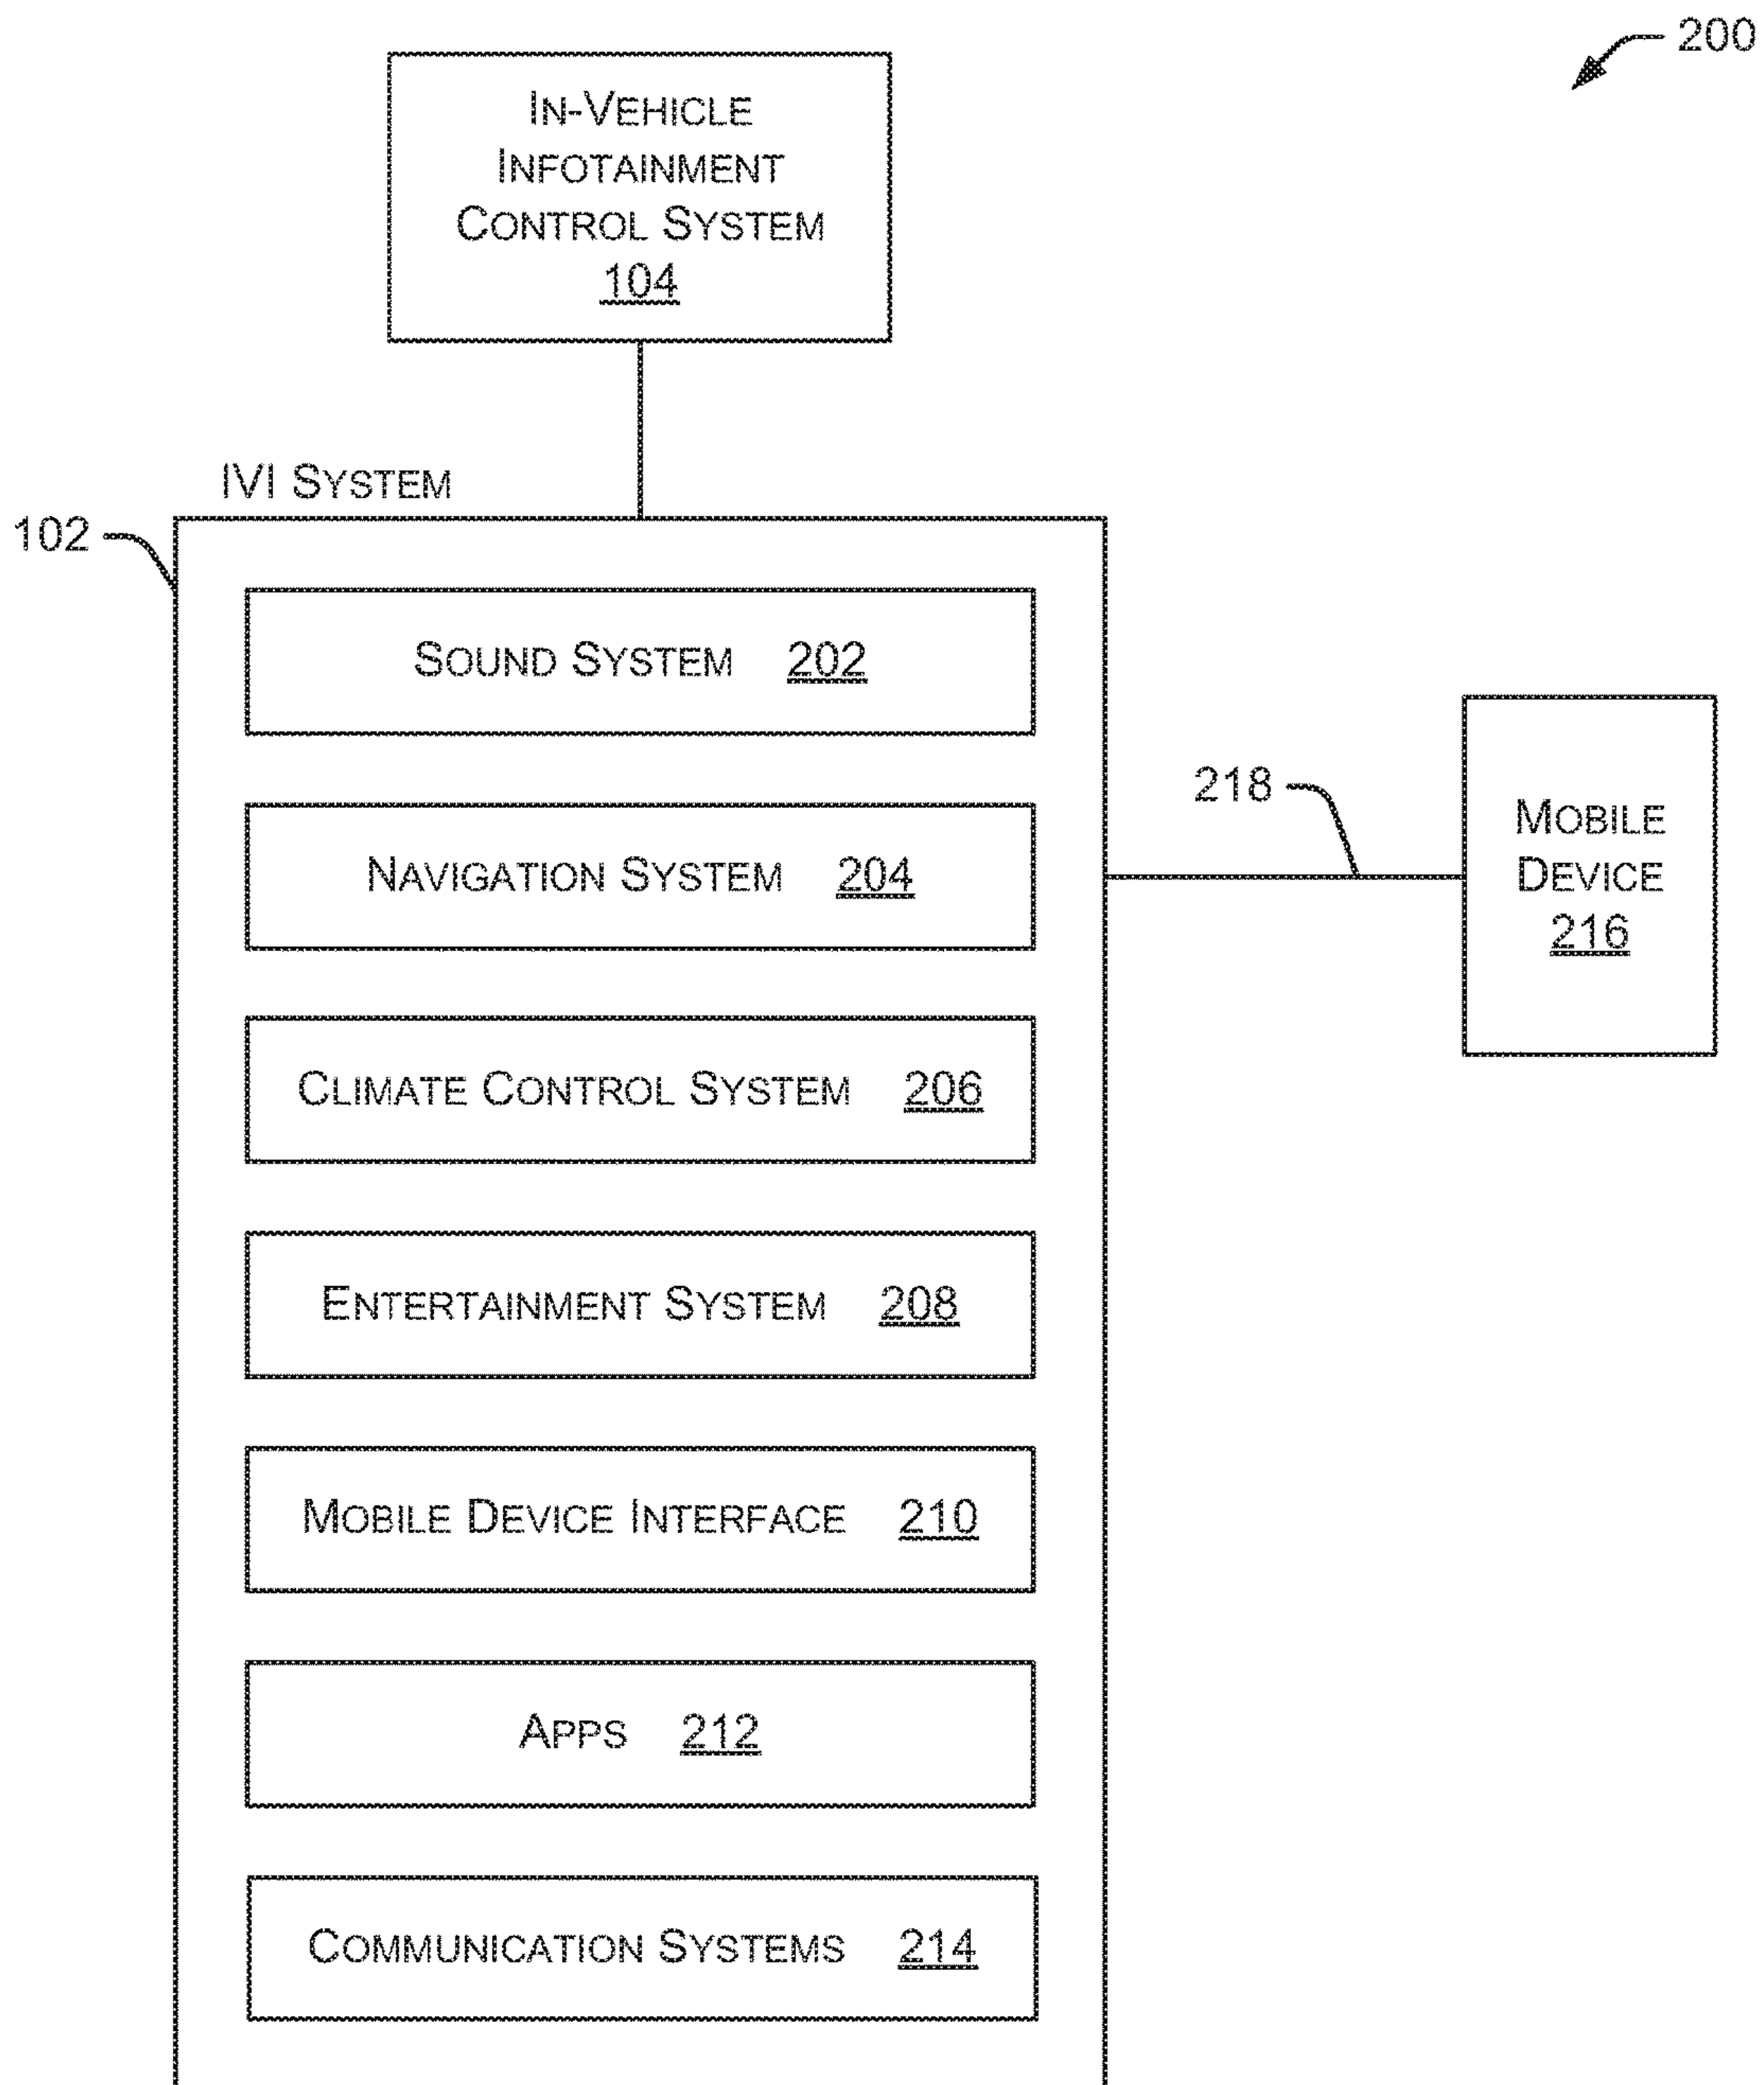 200
IN-VEHICLE
INFOTAINMENT
CONTROL SYSTEM
104
IVI SYSTEM
102
SOUND SYSTEM 202
NAVIGATION SYSTEM 204
CLIMATE CONTROL SYSTEM 206
ENTERTAINMENT SYSTEM 208
MOBILE DEVICE INTERFACE 210
APPS 212
COMMUNICATION SYSTEMS 214
218
MOBILE
DEVICE
216